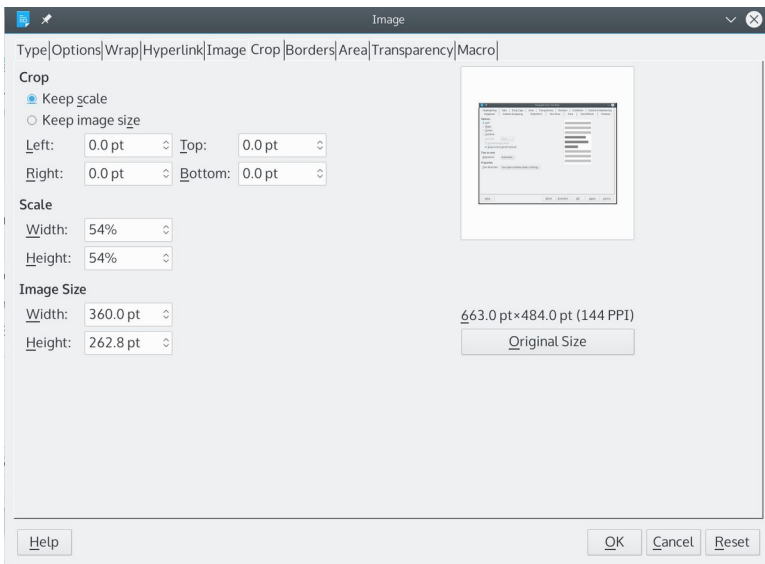 Image
Type Options Wrap Hyperlink Image Crop Borders Area Transparency Macro
Crop
Keep scale
Keep image size
Left: 0.0 pt Top: 0.0 pt
Right: 0.0 pt Bottom: 0.0 pt
Scale
Width: 54%
Height: 54%
Image Size
Width: 360.0 pt
663.0 pt×484.0 pt (144 PPI)
Height: 262.8 pt
Original Size
Help OK Cancel Reset